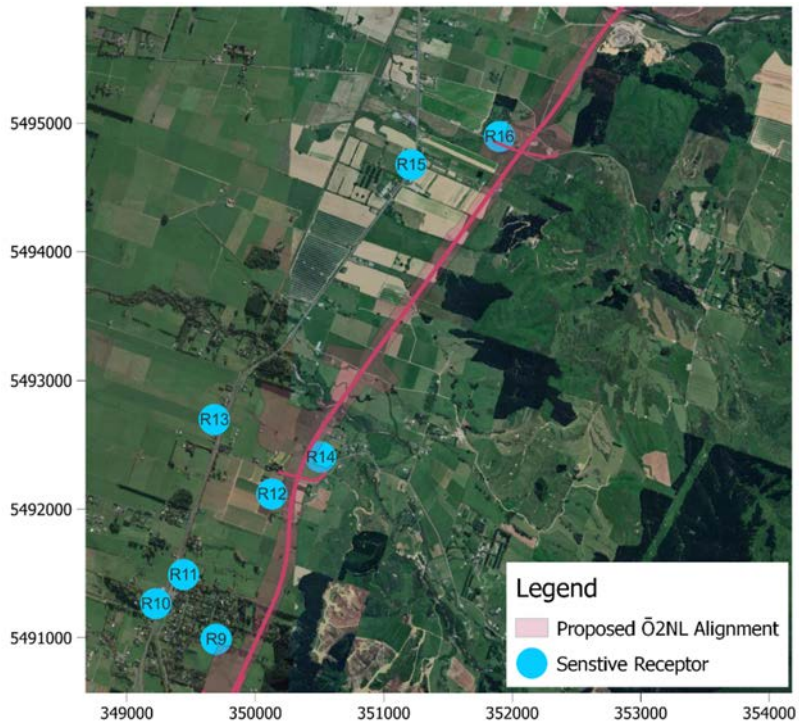 5495000
R16
R15
5494000
5493000
R13
R14
5492000
R12
R11
R10
5491000
R9
Legend
Proposed Ō2NL Alignment
Senstive Receptor
349000
350000
351000
352000
353000
354000